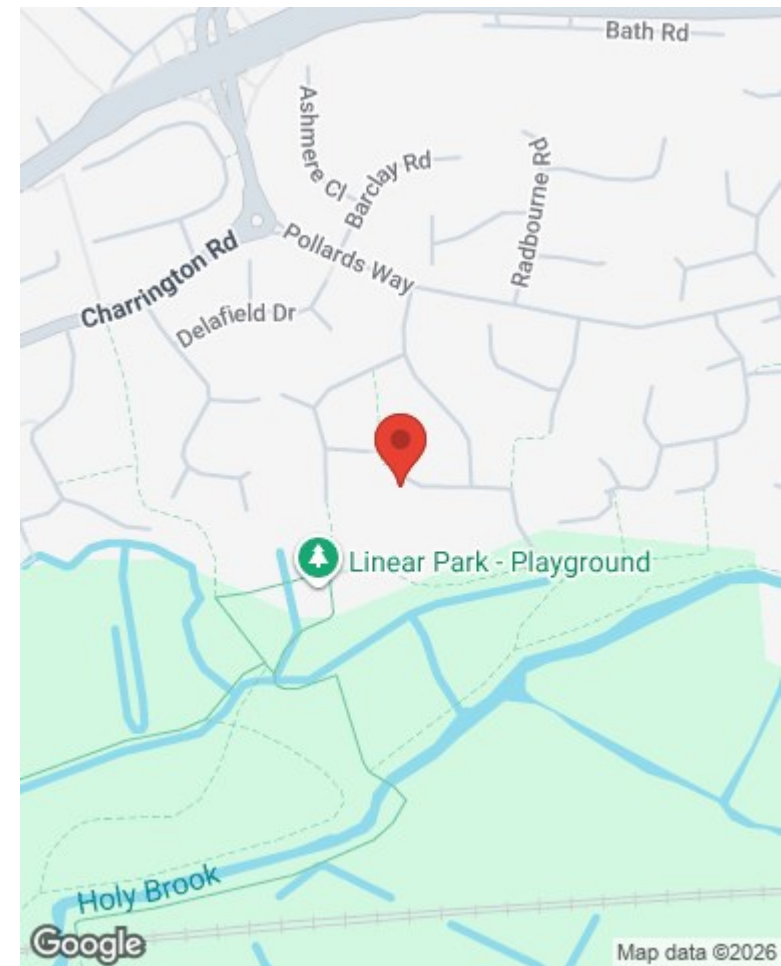 Bath Rd
Ashmere Cl
Barclay Rd
Radbourne Rd
Pollards Way
Charrington Rd
Delafield Dr
Linear Park - Playground
Holy Brook
Google
Map data ©2026